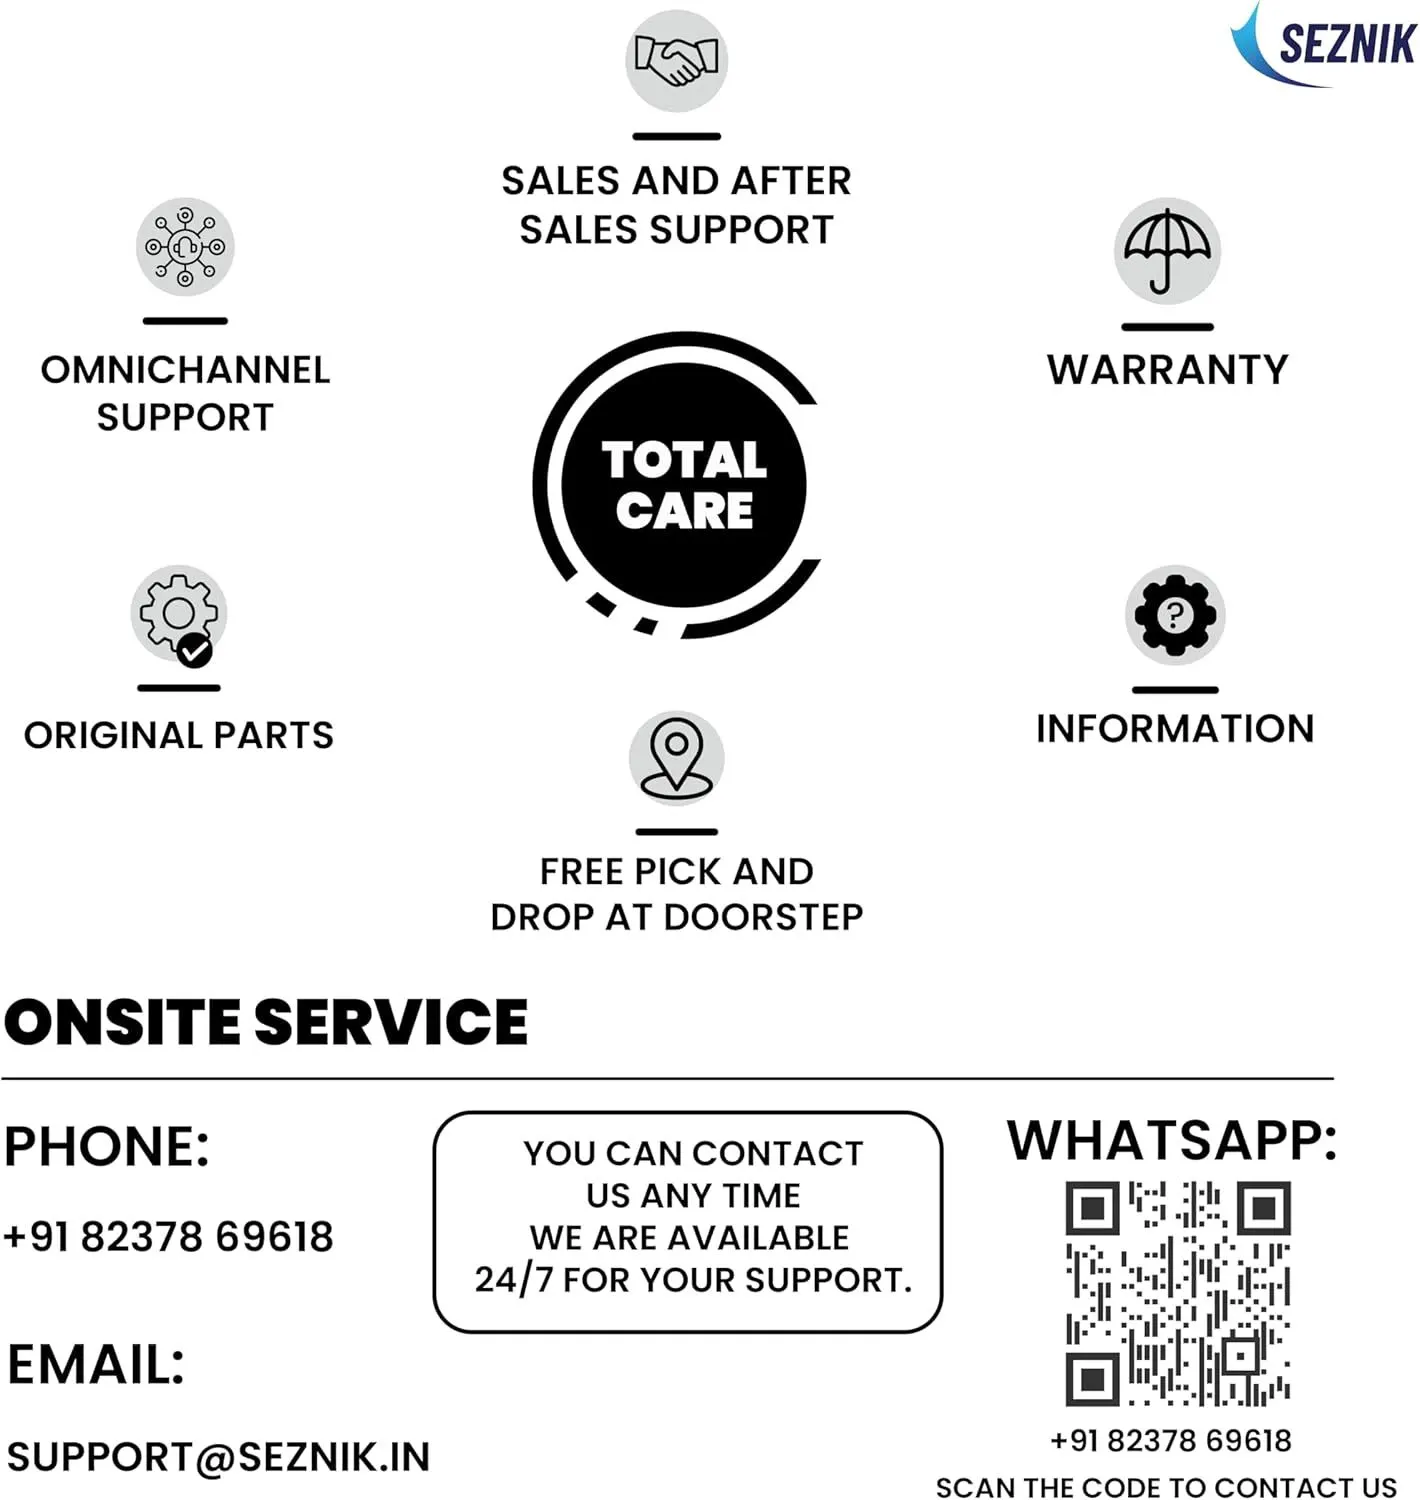 SEZNIK
SALES AND AFTER
SALES SUPPORT
OMNICHANNEL
SUPPORT
WARRANTY
TOTAL
CARE
ORIGINAL PARTS
?
INFORMATION
FREE PICK AND
DROP AT DOORSTEP
ONSITE SERVICE
PHONE:
+91 82378 69618
EMAIL:
SUPPORT@SEZNIK.IN
YOU CAN CONTACT
US ANY TIME
WE ARE AVAILABLE
24/7 FOR YOUR SUPPORT.
WHATSAPP:
+91 82378 69618
SCAN THE CODE TO CONTACT US